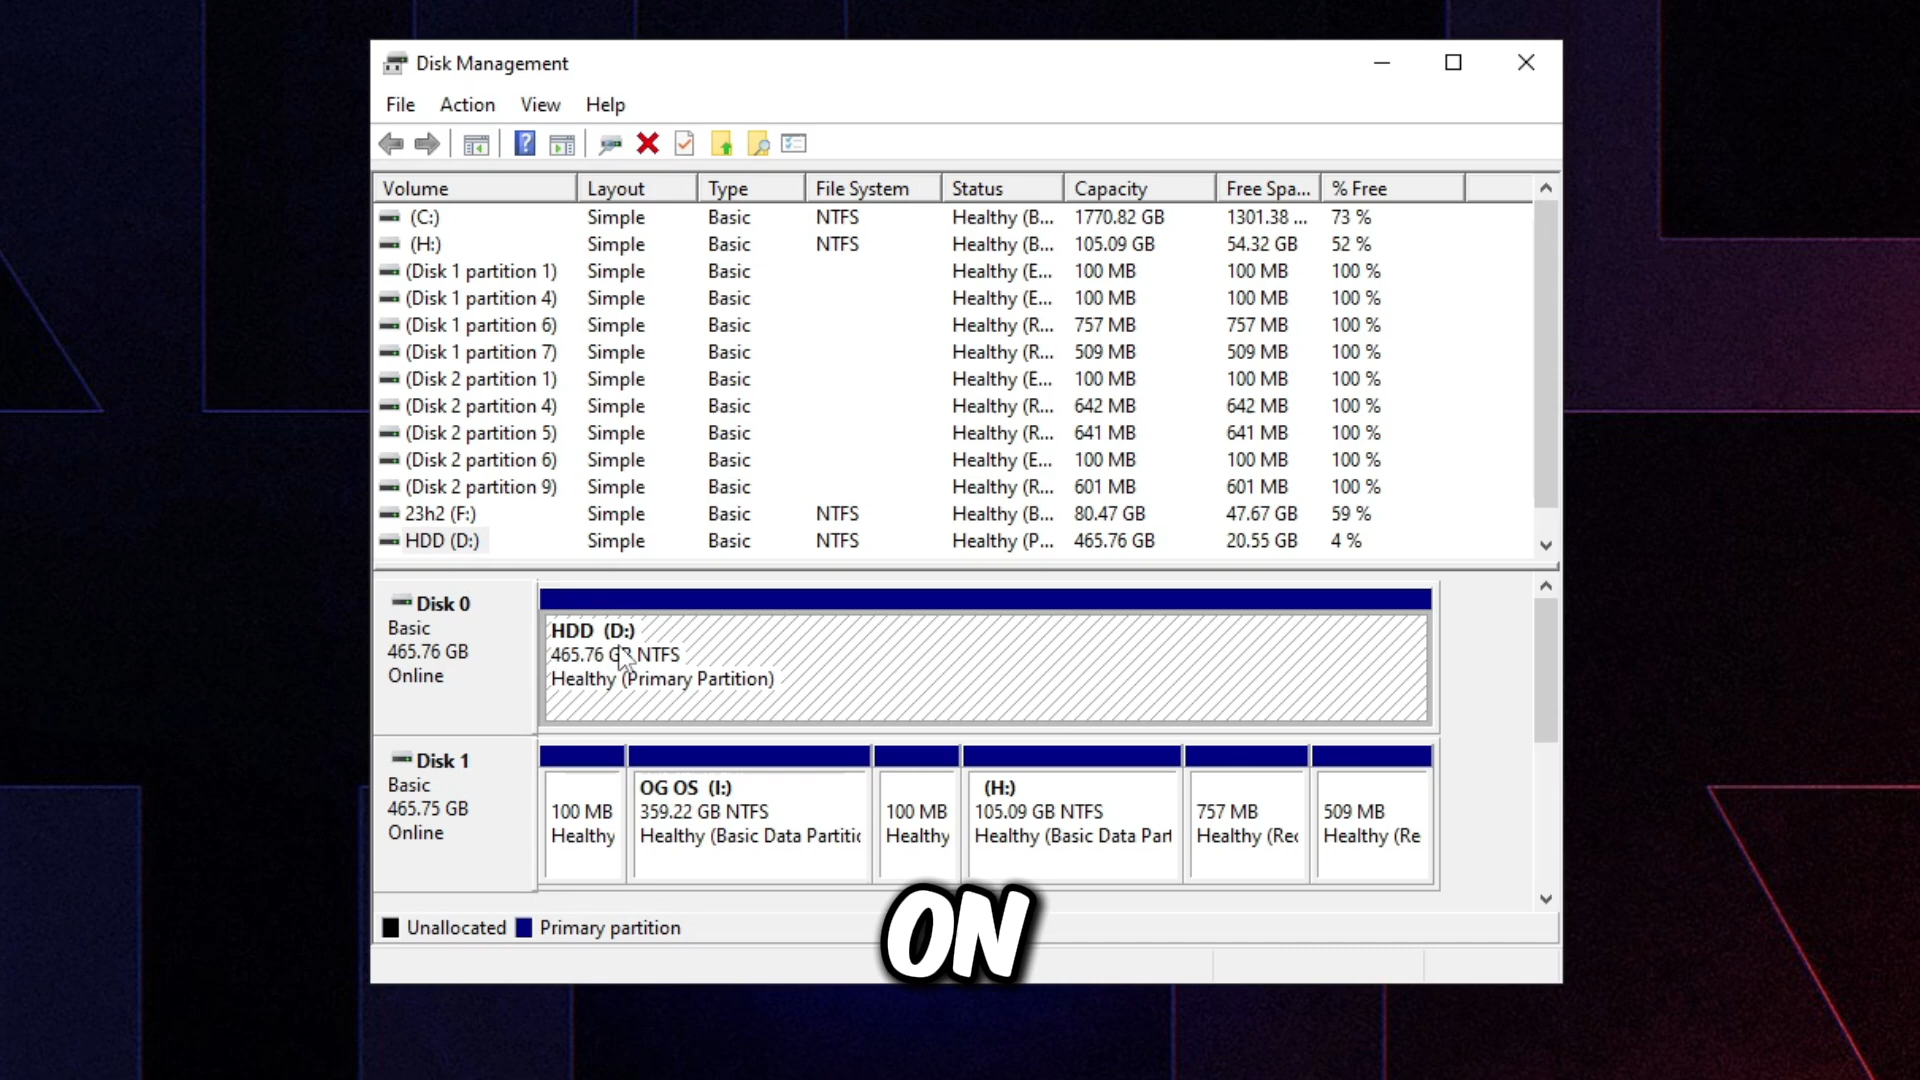 Disk Management
File Action View Help
Volume Layout Type File System Status Capacity Free Spa... % Free
(C:) Simple Basic NTFS Healthy (B... 1770.82 GB 1301.38 ... 73 %
(H:) Simple Basic NTFS Healthy (B... 105.09 GB 54.32 GB 52 %
(Disk 1 partition 1) Simple Basic Healthy (E... 100 MB 100 MB 100 %
(Disk 1 partition 4) Simple Basic Healthy (E... 100 MB 100 MB 100 %
(Disk 1 partition 6) Simple Basic Healthy (R... 757 MB 757 MB 100 %
(Disk 1 partition 7) Simple Basic Healthy (R... 509 MB 509 MB 100 %
(Disk 2 partition 1) Simple Basic Healthy (E... 100 MB 100 MB 100 %
(Disk 2 partition 4) Simple Basic Healthy (R... 642 MB 642 MB 100 %
(Disk 2 partition 5) Simple Basic Healthy (R... 641 MB 641 MB 100 %
(Disk 2 partition 6) Simple Basic Healthy (E... 100 MB 100 MB 100 %
(Disk 2 partition 9) Simple Basic Healthy (R... 601 MB 601 MB 100 %
23h2 (F:) Simple Basic NTFS Healthy (B... 80.47 GB 47.67 GB 59 %
HDD (D:) Simple Basic NTFS Healthy (P... 465.76 GB 20.55 GB 4 %
Disk 0
Basic
465.76 GB
Online
HDD (D:)
465.76 GB NTFS
Healthy (Primary Partition)
Disk 1
Basic
465.75 GB
Online
100 MB
Healthy
OG OS (I:)
359.22 GB NTFS
Healthy (Basic Data Partitic
100 MB
Healthy
(H:)
105.09 GB NTFS
Healthy (Basic Data Part
757 MB
Healthy (Rec
509 MB
Healthy (Re
Unallocated Primary partition
ON